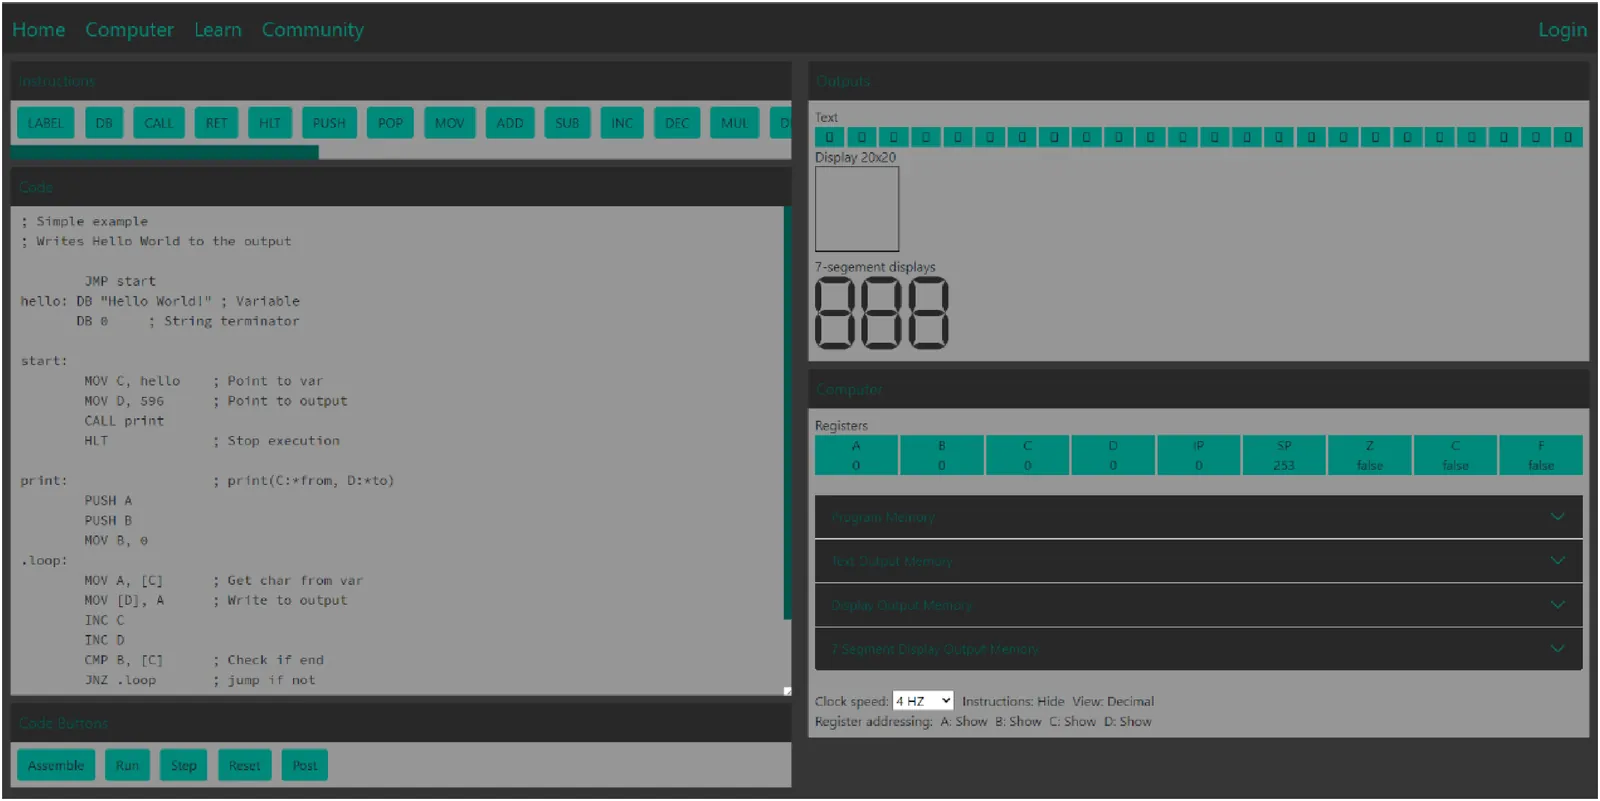 Home Computer Learn Community Login
Instructions
LABEL DB CALL RET HLT PUSH POP MOV ADD SUB INC DEC MUL
Code
; Simple example
; Writes Hello World to the output
JMP start
hello: DB "Hello World!" ; Variable
DB 0 ; String terminator
start:
MOV C, hello ; Point to var
MOV D, 596 ; Point to output
CALL print
HLT ; Stop execution
print: ; print(C:*from, D:*to)
PUSH A
PUSH B
MOV B, 0
.loop:
MOV A, [C] ; Get char from var
MOV [D], A ; Write to output
INC C
INC D
CMP B, [C] ; Check if end
JNZ .loop ; jump if not
Code Buttons
Assemble Run Step Reset Post
Outputs
Text
Display 20x20
7-segement displays
Computer
Registers
A B C D IP SP Z C F
0 0 0 0 0 253 false false false
Program Memory
Text Output Memory
Display Output Memory
7 Segment Display Output Memory
Clock speed: 4 HZ Instructions: Hide View: Decimal
Register addressing: A: Show B: Show C: Show D: Show